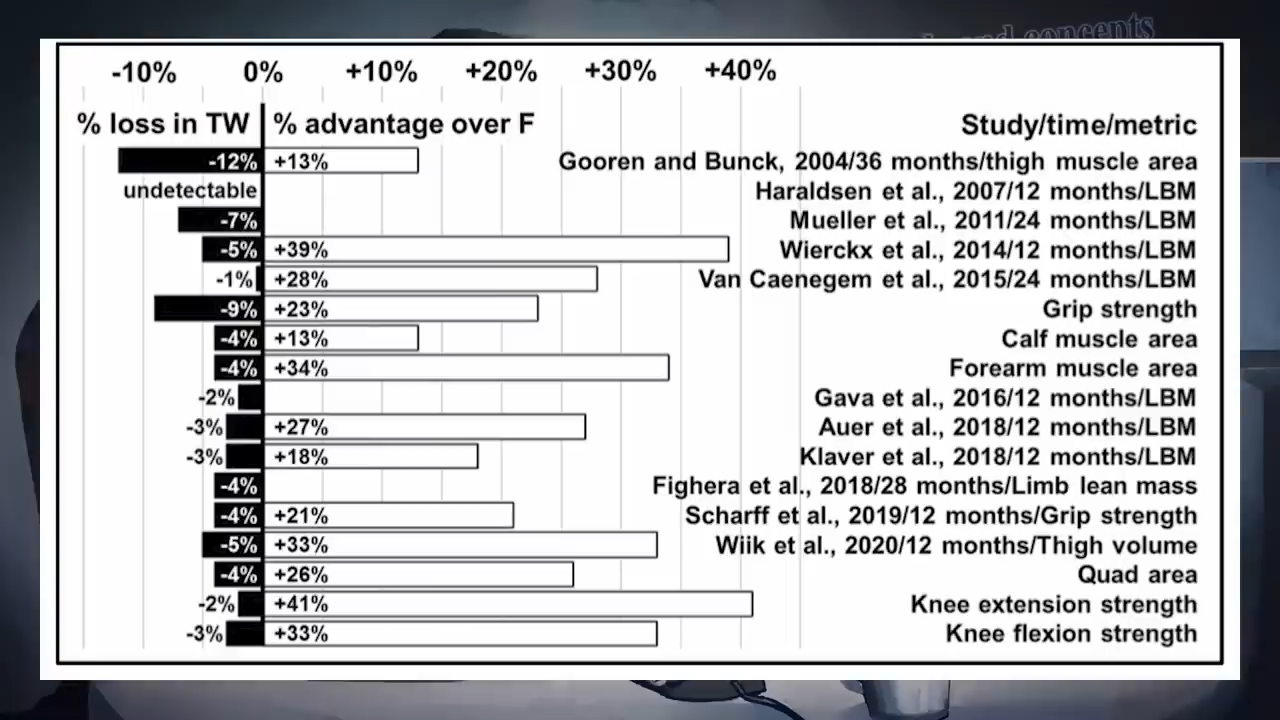 and concepts
-10% 0% +10% +20% +30% +40%
% loss in TW % advantage over F Study/time/metric
-12% +13% Gooren and Bunck, 2004/36 months/thigh muscle area
undetectable Haraldsen et al., 2007/12 months/LBM
-7% Mueller et al., 2011/24 months/LBM
-5% +39% Wierckx et al., 2014/12 months/LBM
-1% +28% Van Caenegem et al., 2015/24 months/LBM
-9% +23% Grip strength
-4% +13% Calf muscle area
-4% +34% Forearm muscle area
-2% Gava et al., 2016/12 months/LBM
-3% +27% Auer et al., 2018/12 months/LBM
-3% +18% Klaver et al., 2018/12 months/LBM
-4% Fighera et al., 2018/28 months/Limb lean mass
-4% +21% Scharff et al., 2019/12 months/Grip strength
-5% +33% Wiik et al., 2020/12 months/Thigh volume
-4% +26% Quad area
-2% +41% Knee extension strength
-3% +33% Knee flexion strength